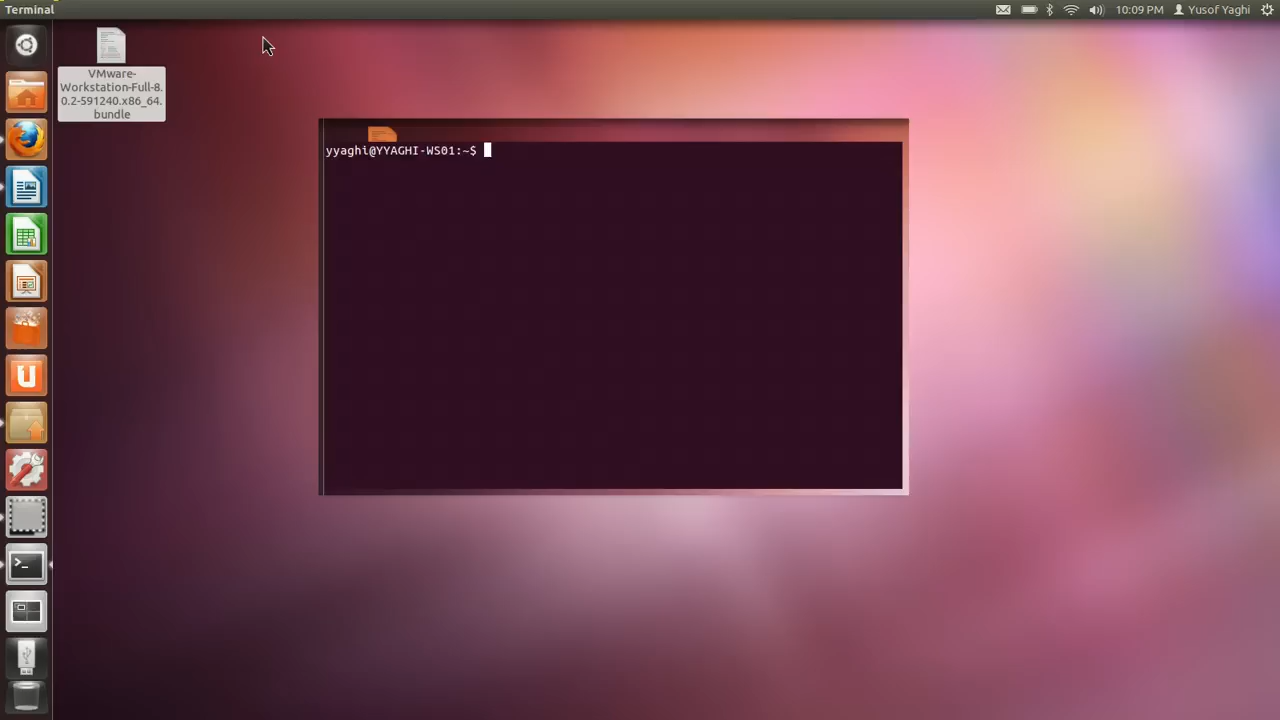 Terminal
10:09 PM
Yusof Yaghi
VMware-
Workstation-Full-8.
0.2-591240.x86_64.
bundle
yyaghi@YYAGHI-WS01:~$